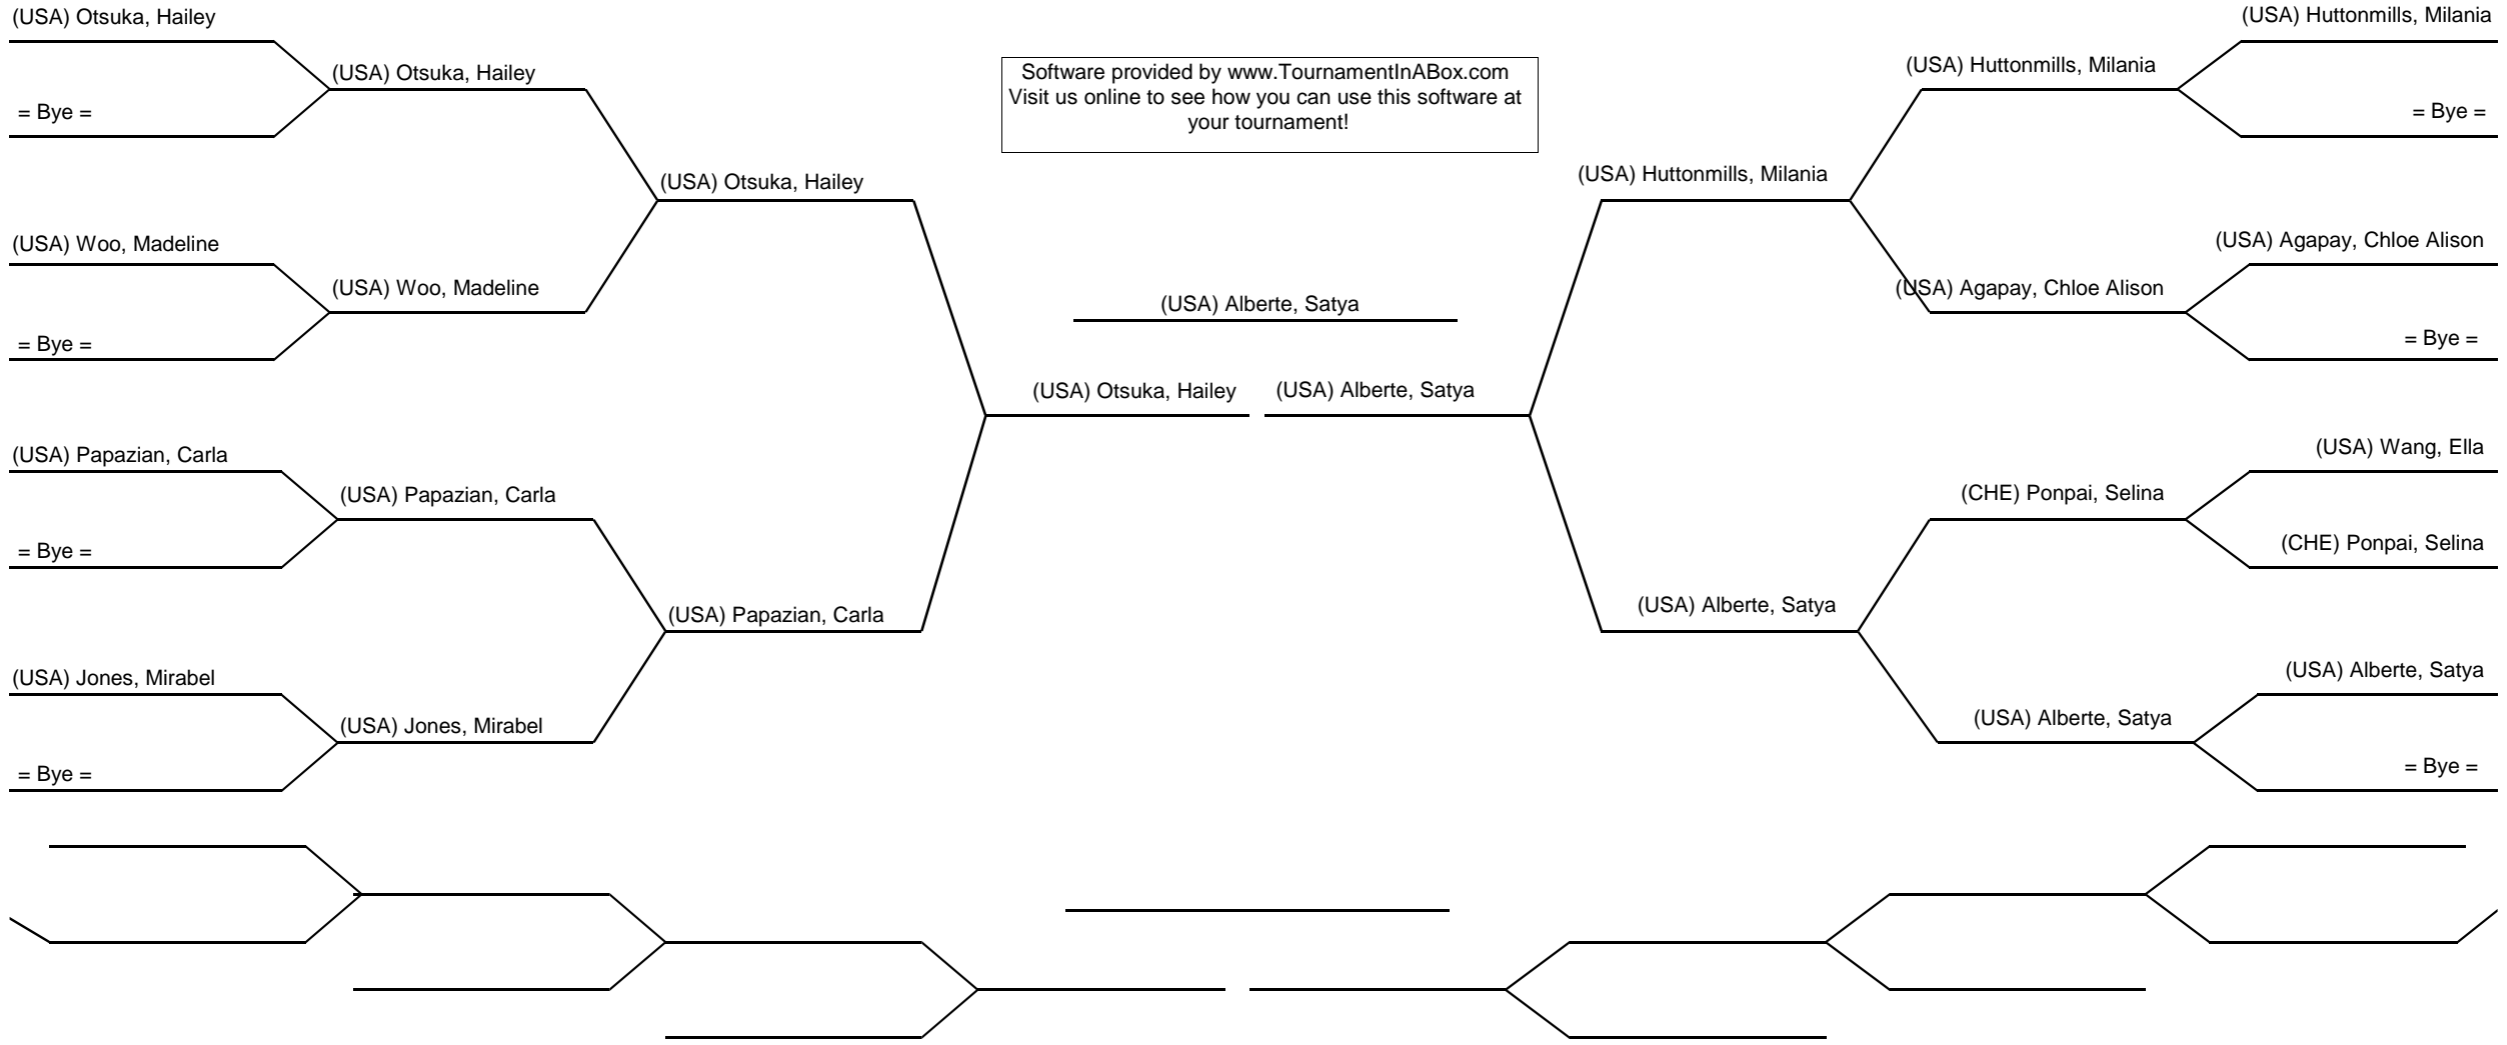 (USA) Otsuka, Hailey
= Bye =
(USA) Woo, Madeline
= Bye =
(USA) Papazian, Carla
= Bye =
(USA) Jones, Mirabel
= Bye =
(USA) Otsuka, Hailey
(USA) Woo, Madeline
(USA) Papazian, Carla
(USA) Jones, Mirabel
(USA) Otsuka, Hailey
(USA) Papazian, Carla
Software provided by www.TournamentInABox.com
Visit us online to see how you can use this software at
your tournament!
(USA) Alberte, Satya
(USA) Otsuka, Hailey
(USA) Alberte, Satya
(USA) Huttonmills, Milania
(USA) Alberte, Satya
(USA) Huttonmills, Milania
(USA) Agapay, Chloe Alison
(CHE) Ponpai, Selina
(USA) Alberte, Satya
(USA) Huttonmills, Milania
= Bye =
(USA) Agapay, Chloe Alison
= Bye =
(USA) Wang, Ella
(CHE) Ponpai, Selina
(USA) Alberte, Satya
= Bye =